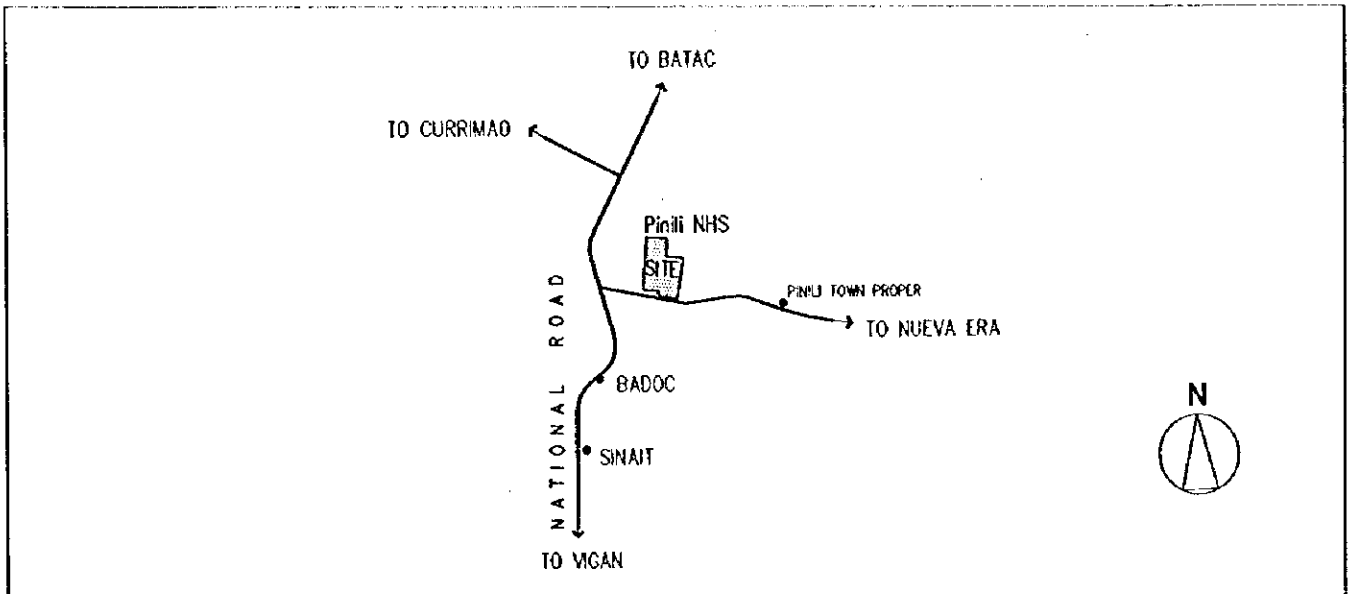 TO BATAC
TO CURRIMAO
Pinili NHS
SITE
PINILI TOWN PROPER
TO NUEVA ERA
NATIONAL ROAD
BADOC
N
SINAIT
TO VIGAN